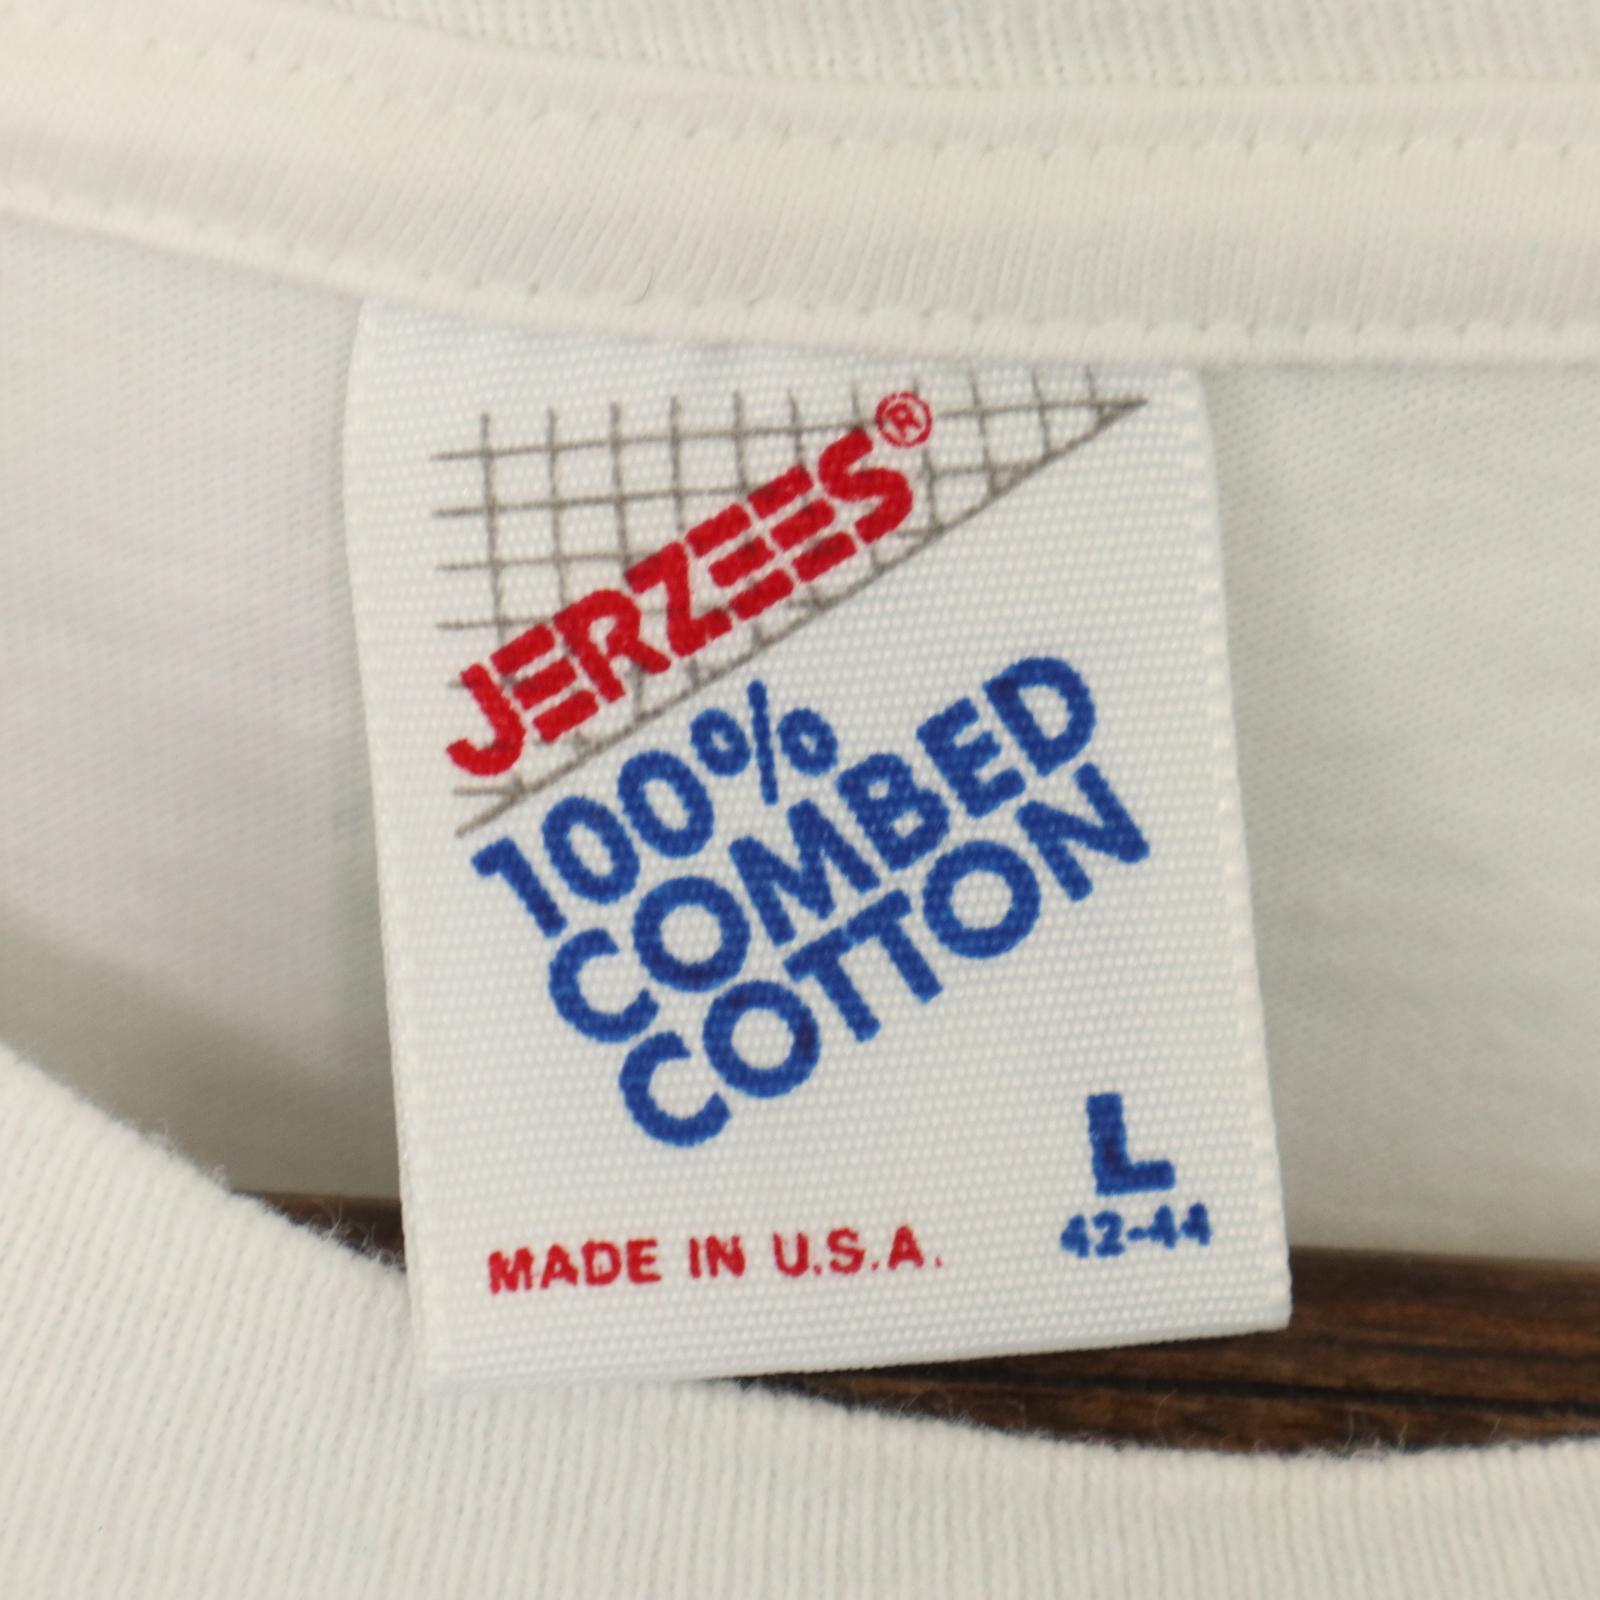 JERZEES®
100%
COMBED
COTTON
L
42-44
MADE IN U.S.A.